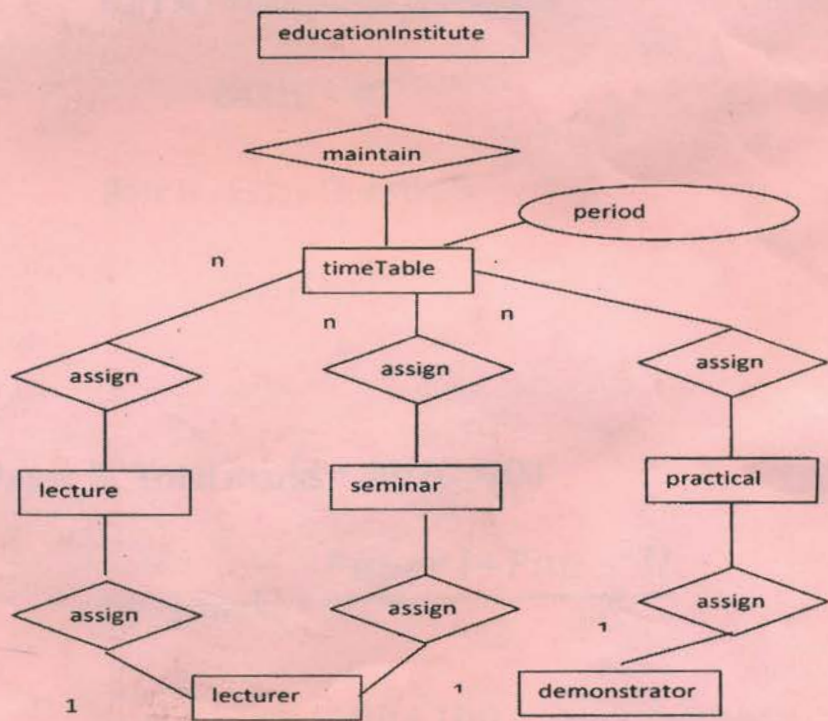 educationInstitute
maintain
period
n
timeTable
n
n
assign
assign
assign
lecture
seminar
practical
assign
assign
assign
1
1
1
lecturer
demonstrator